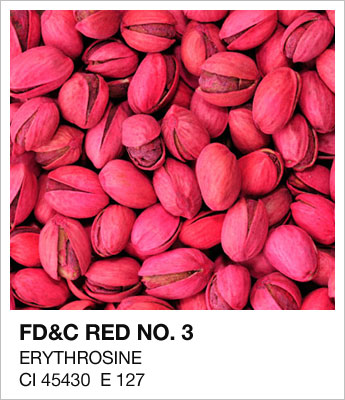 FD&C RED NO. 3
ERYTHROSINE
CI 45430 E 127